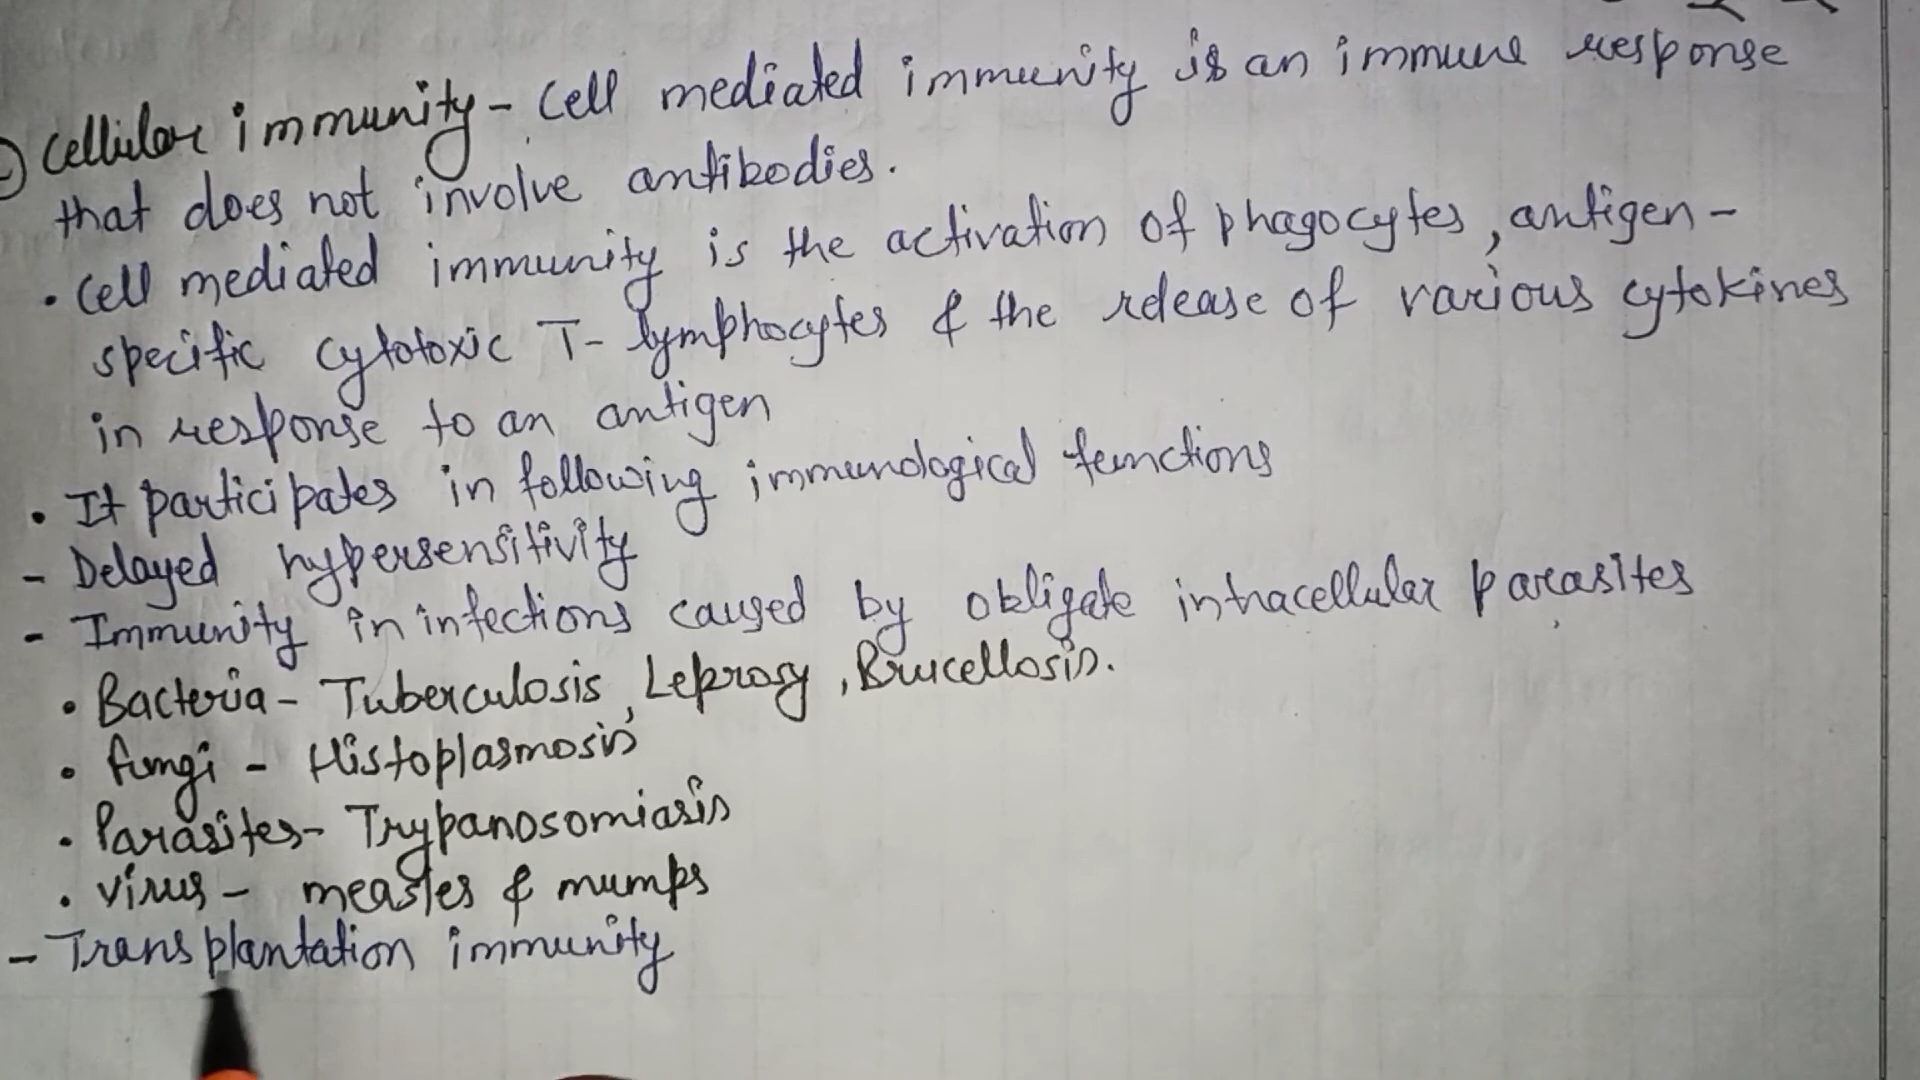 Cellular immunity - Cell mediated immunity is an immune response
that does not involve antibodies.
• Cell mediated immunity is the activation of phagocytes, antigen-
specific cytotoxic T-lymphocytes & the release of various cytokines
in response to an antigen
• It participates in following immunological functions
- Delayed hypersensitivity
- Immunity in infections caused by obligate intracellular parasites
• Bacteria - Tuberculosis, Leprosy, Brucellosis.
• fungi - Histoplasmosis
• Parasites - Trypanosomiasis
• virus - measles & mumps
- Transplantation immunity